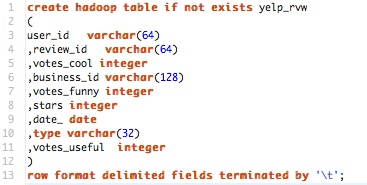 1 create hadoop table if not exists yelp_rvw
2 (
3 user_id varchar(64)
4 ,review_id varchar(64)
5 ,votes_cool integer
6 ,business_id varchar(128)
7 ,votes_funny integer
8 ,stars integer
9 ,date_ date
10 ,type varchar(32)
11 ,votes_useful integer
12 )
13 row format delimited fields terminated by '\t';